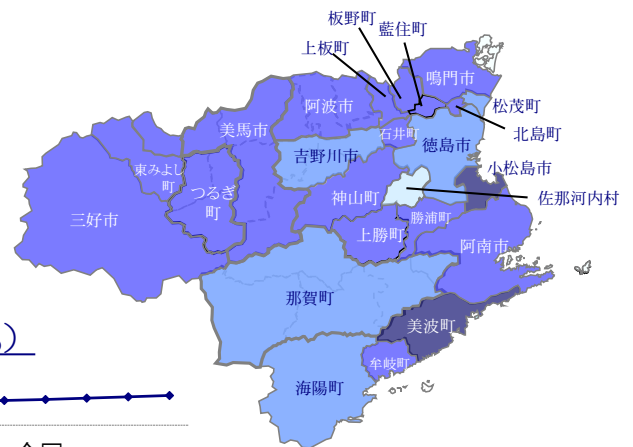 板野町
藍住町
上板町
鳴門市
阿波市
松茂町
美馬市
石井町
徳島市
北島町
吉野川市
小松島市
東みよし
町
つるぎ
町
神山町
佐那河内村
三好市
勝浦町
上勝町
阿南市
那賀町
美波町
牟岐町
海陽町